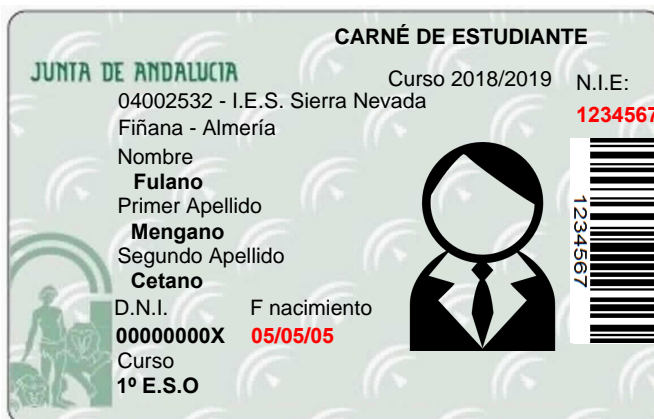 CARNÉ DE ESTUDIANTE
JUNTA DE ANDALUCIA
Curso 2018/2019
N.I.E:
04002532 - I.E.S. Sierra Nevada
1234567
Fiñana - Almería
Nombre
Fulano
Primer Apellido
Mengano
Segundo Apellido
Cetano
1234567
D.N.I. F nacimiento
00000000X 05/05/05
Curso
1º E.S.O